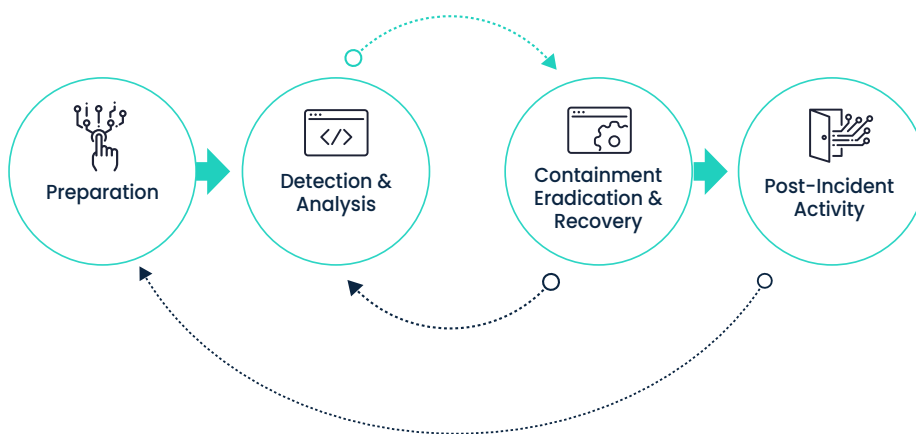 Preparation
Detection &
Analysis
Containment
Eradication &
Recovery
Post-Incident
Activity